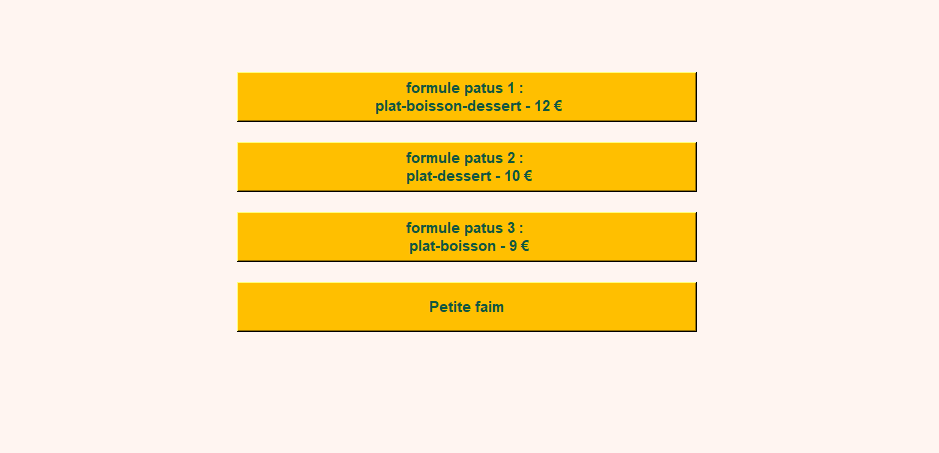 formule patus 1 :
plat-boisson-dessert - 12 €
formule patus 2 :
plat-dessert - 10 €
formule patus 3 :
plat-boisson - 9 €
Petite faim